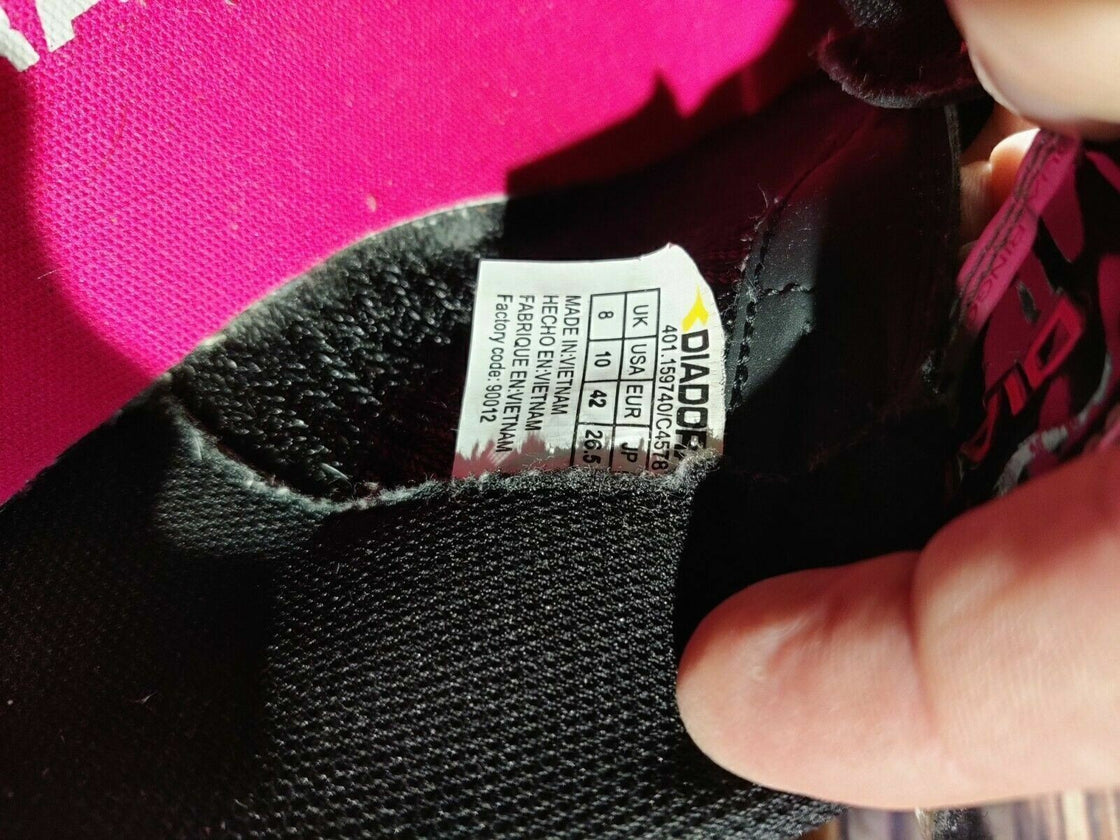 DIADOR
401.159740/C4578
UK USA EUR JP
8 10 42 26.5
MADE IN:VIETNAM
HECHO EN:VIETNAM
FABRIQUE EN:VIETNAM
Factory code: 90012
DIA